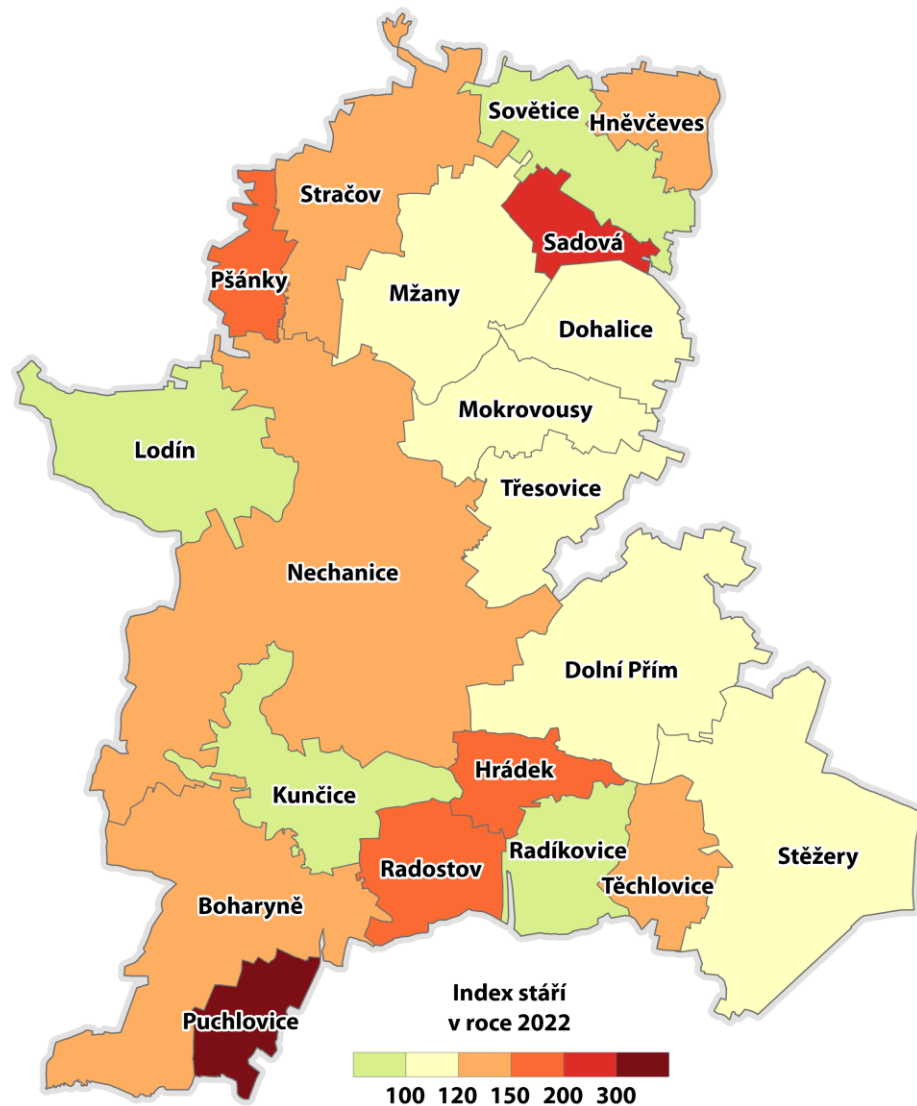 Sovětice
Hněvčeves
Stračov
Sadová
Pšánky
Mžany
Dohalice
Mokrovousy
Lodín
Třesovice
Nechanice
Dolní Přím
Hrádek
Kunčice
Radíkovice
Stěžery
Radostov
Těchlovice
Boharyně
Puchlovice
Index stáří
v roce 2022
100 120 150 200 300